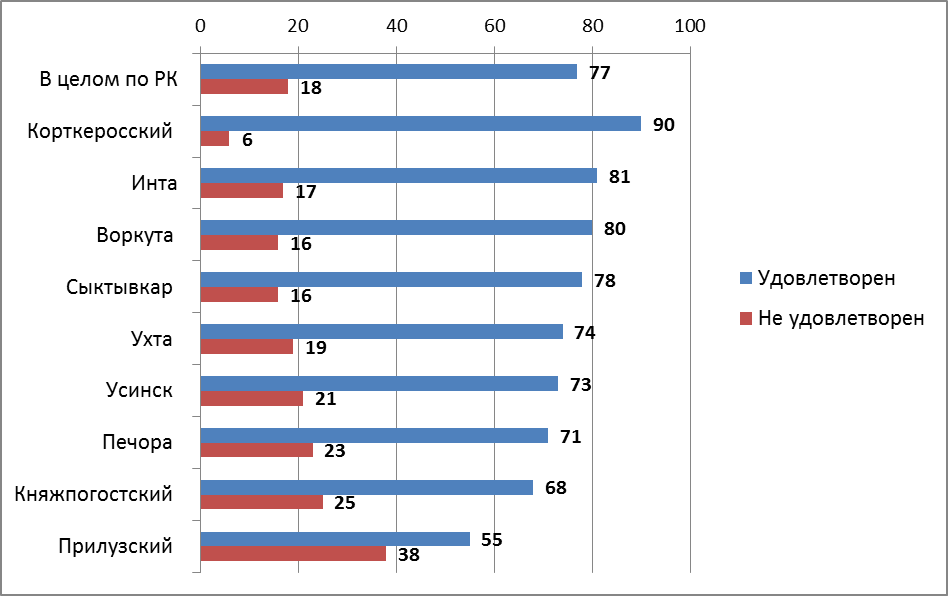 0 20 40 60 80 100
В целом по РК 77
18
Корткеросский 90
6
Инта 81
17
Воркута 80
16
Сыктывкар 78
16
Ухта 74
19
Усинск 73
21
Печора 71
23
Княжпогостский 68
25
Прилузский 55
38
Удовлетворен
Не удовлетворен